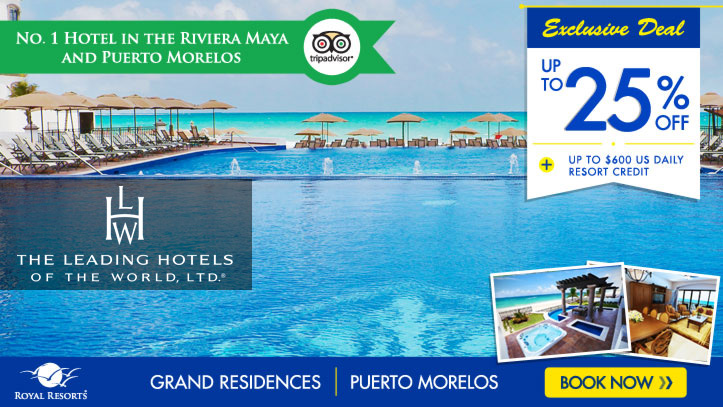 NO. 1 HOTEL IN THE RIVIERA MAYA
AND PUERTO MORELOS
tripadvisor®
Exclusive Deal
UP
TO
25%
OFF
+ UP TO $600 US DAILY
RESORT CREDIT
LHW
THE LEADING HOTELS
OF THE WORLD, LTD.®
ROYAL RESORTS®
GRAND RESIDENCES | PUERTO MORELOS
BOOK NOW »